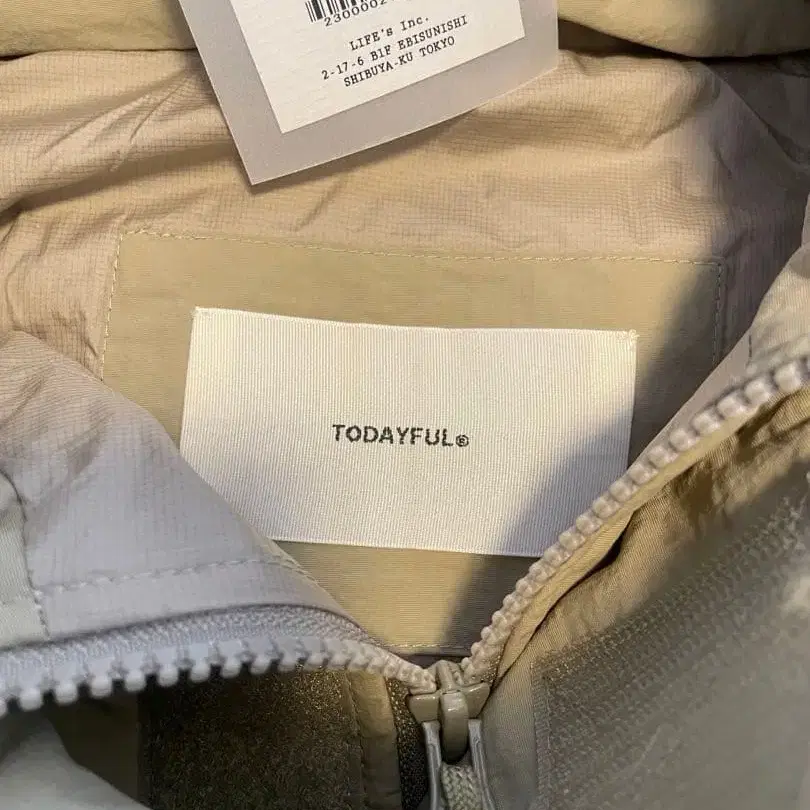 LIFE's Inc.
2-17-6 B1F EBISUNISHI
SHIBUYA-KU TOKYO
TODAYFUL®